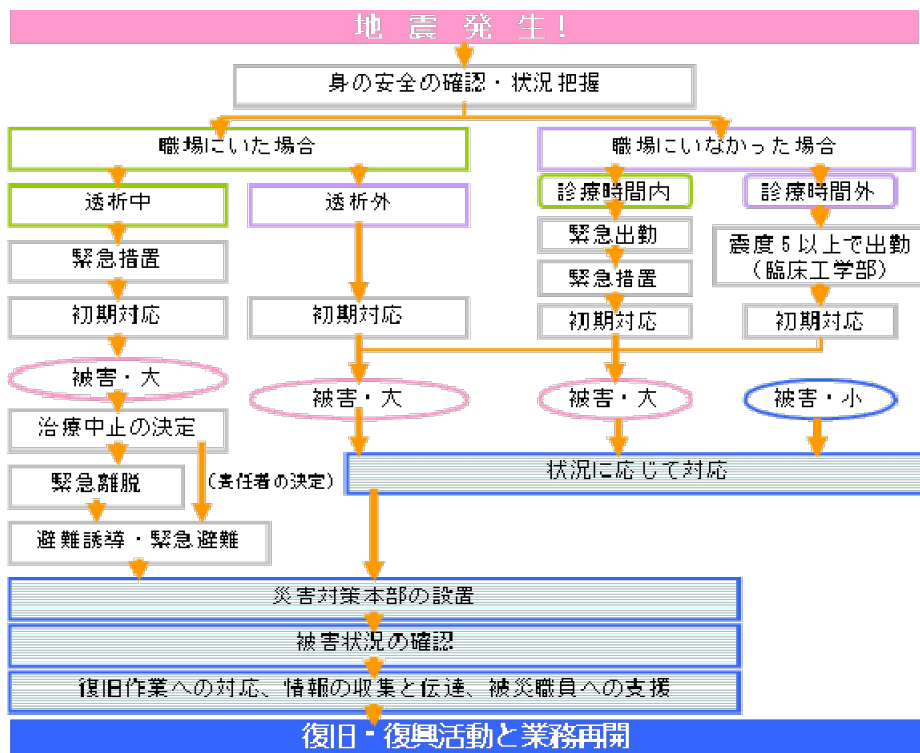 地震発生!
身の安全の確認・状況把握
職場にいた場合
職場にいなかった場合
透析中
透析外
診療時間内
診療時間外
緊急措置
緊急出勤
震度5以上で出勤
(臨床工学部)
緊急措置
初期対応
初期対応
初期対応
初期対応
被害・大
被害・大
被害・大
被害・小
治療中止の決定
緊急離脱
(責任者の決定)
状況に応じて対応
避難誘導・緊急避難
災害対策本部の設置
被害状況の確認
復旧作業への対応、情報の収集と伝達、被災職員への支援
復旧・復興活動と業務再開